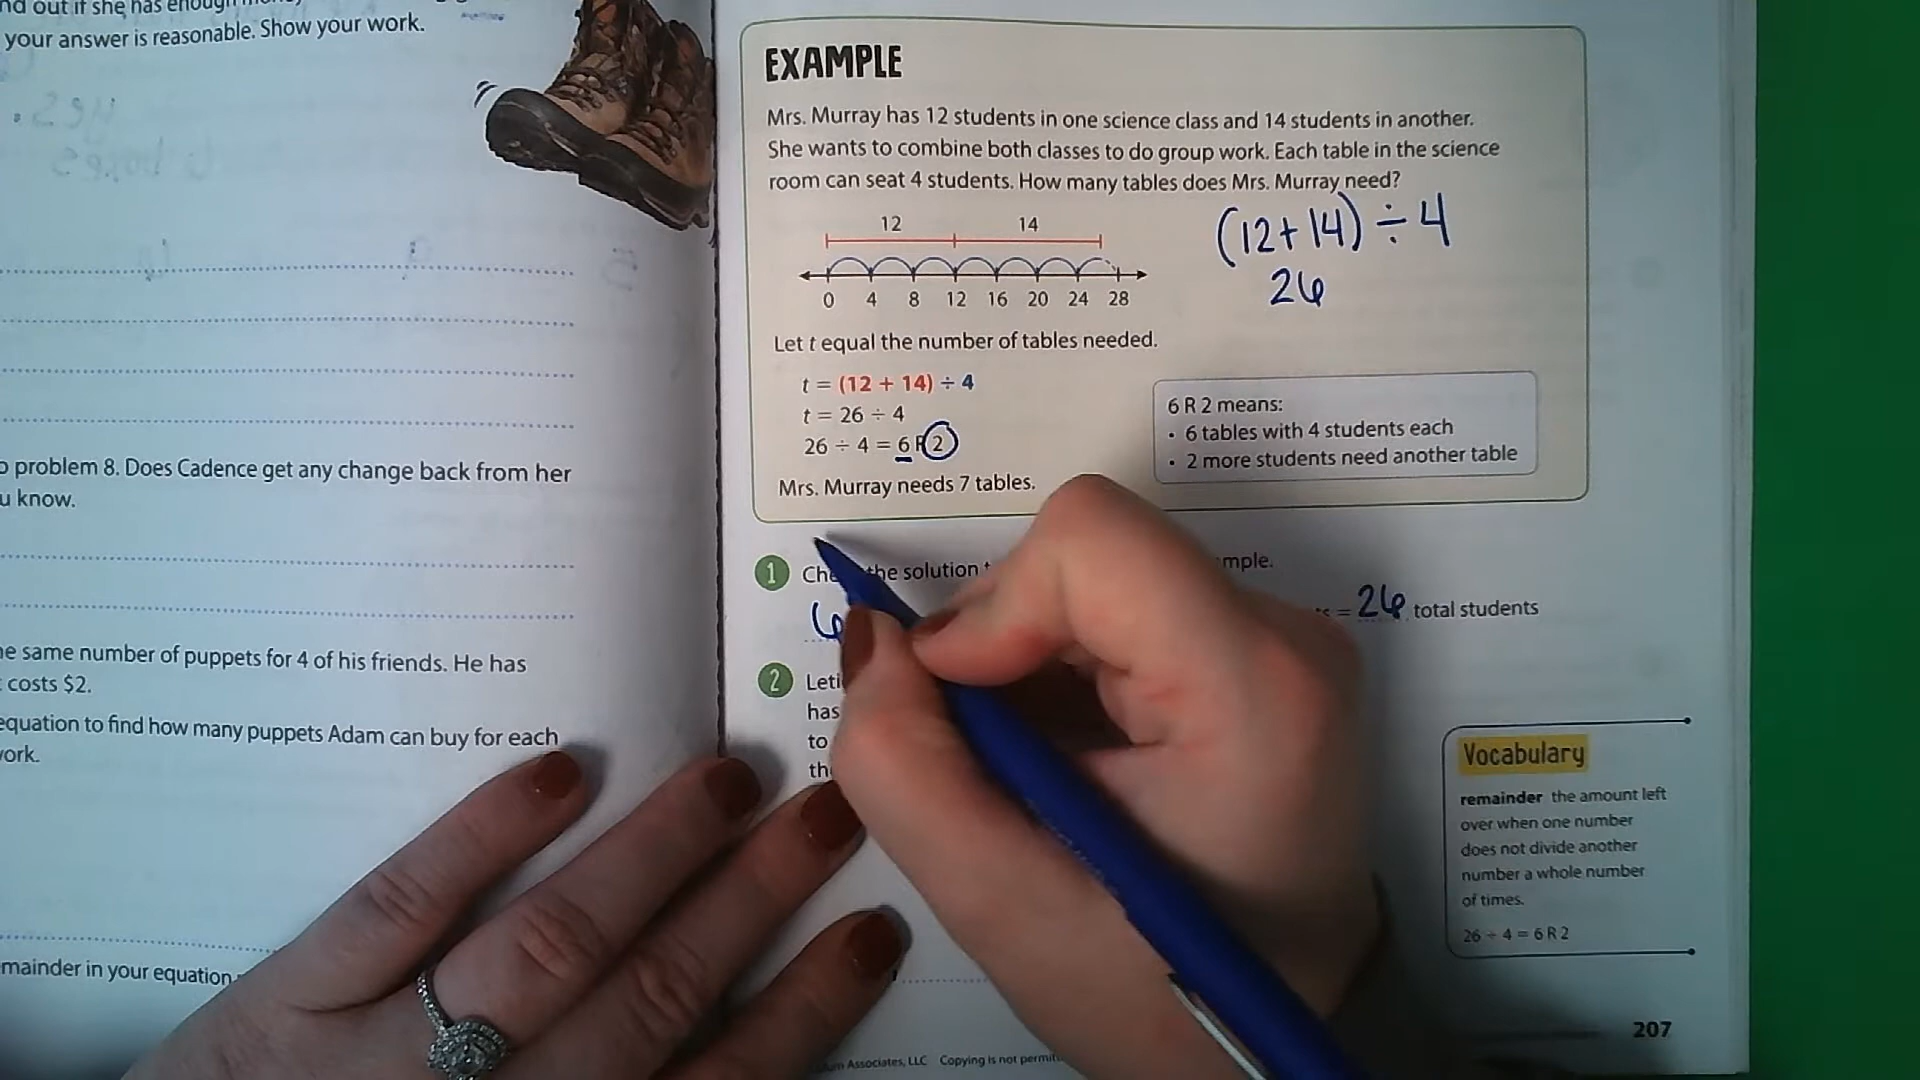 out if she has enough
your answer is reasonable. Show your work.
problem 8. Does Cadence get any change back from her
know.
same number of puppets for 4 of his friends. He has
costs $2.
equation to find how many puppets Adam can buy for each
in your equation
EXAMPLE
Mrs. Murray has 12 students in one science class and 14 students in another.
She wants to combine both classes to do group work. Each table in the science
room can seat 4 students. How many tables does Mrs. Murray need?
(12+14) ÷ 4
26
12 14
0 4 8 12 16 20 24 28
Let t equal the number of tables needed.
t = (12 + 14) ÷ 4
t = 26 ÷ 4
26 ÷ 4 = 6 R 2
Mrs. Murray needs 7 tables.
6 R 2 means:
• 6 tables with 4 students each
• 2 more students need another table
1 the solution
6 = 26 total students
2
has
to
Vocabulary
remainder the amount left
over when one number
does not divide another
number a whole number
of times.
26 ÷ 4 = 6 R 2
Associates, LLC Copying is not
207